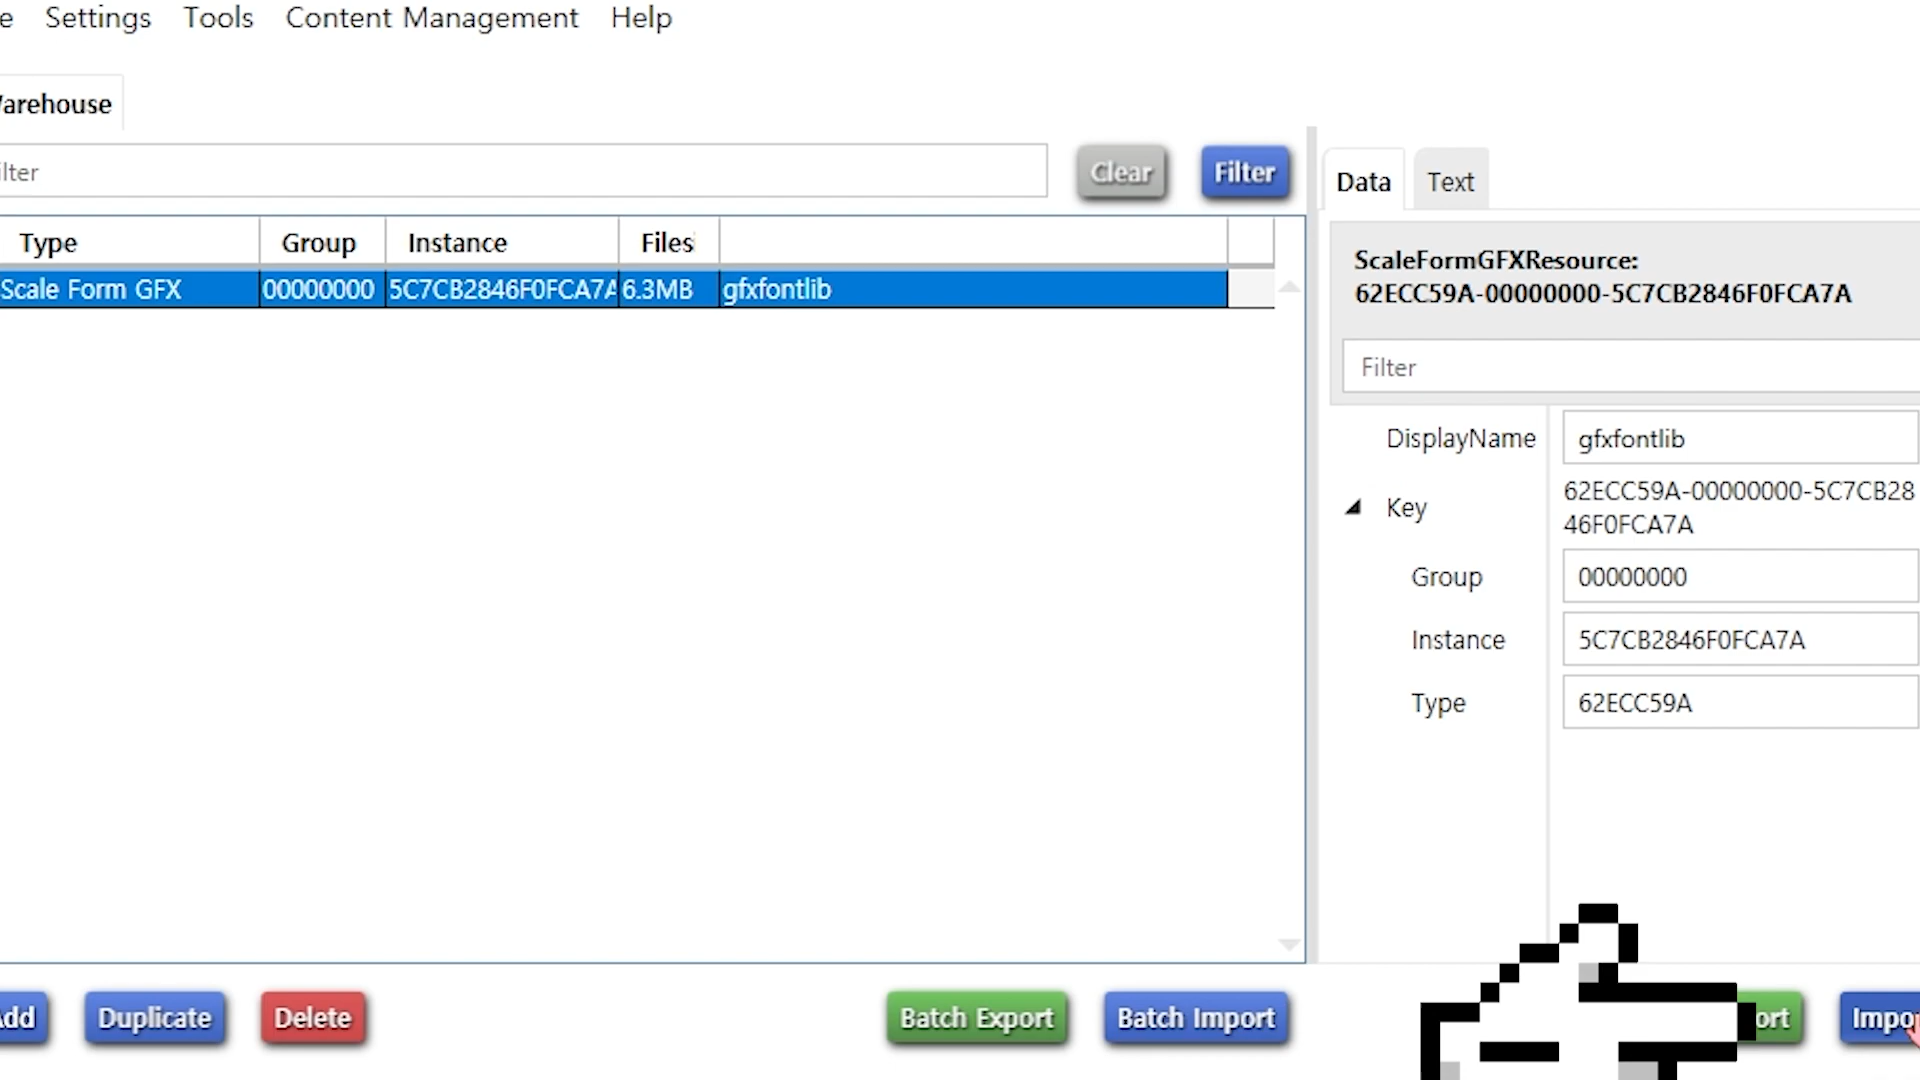 e Settings Tools Content Management Help
arehouse
ilter Clear Filter
Type Group Instance Files
Scale Form GFX 00000000 5C7CB2846F0FCA7A 6.3MB gfxfontlib
Data Text
ScaleFormGFXResource:
62ECC59A-00000000-5C7CB2846F0FCA7A
Filter
DisplayName gfxfontlib
Key 62ECC59A-00000000-5C7CB28
46F0FCA7A
Group 00000000
Instance 5C7CB2846F0FCA7A
Type 62ECC59A
Add Duplicate Delete Batch Export Batch Import ort Impo